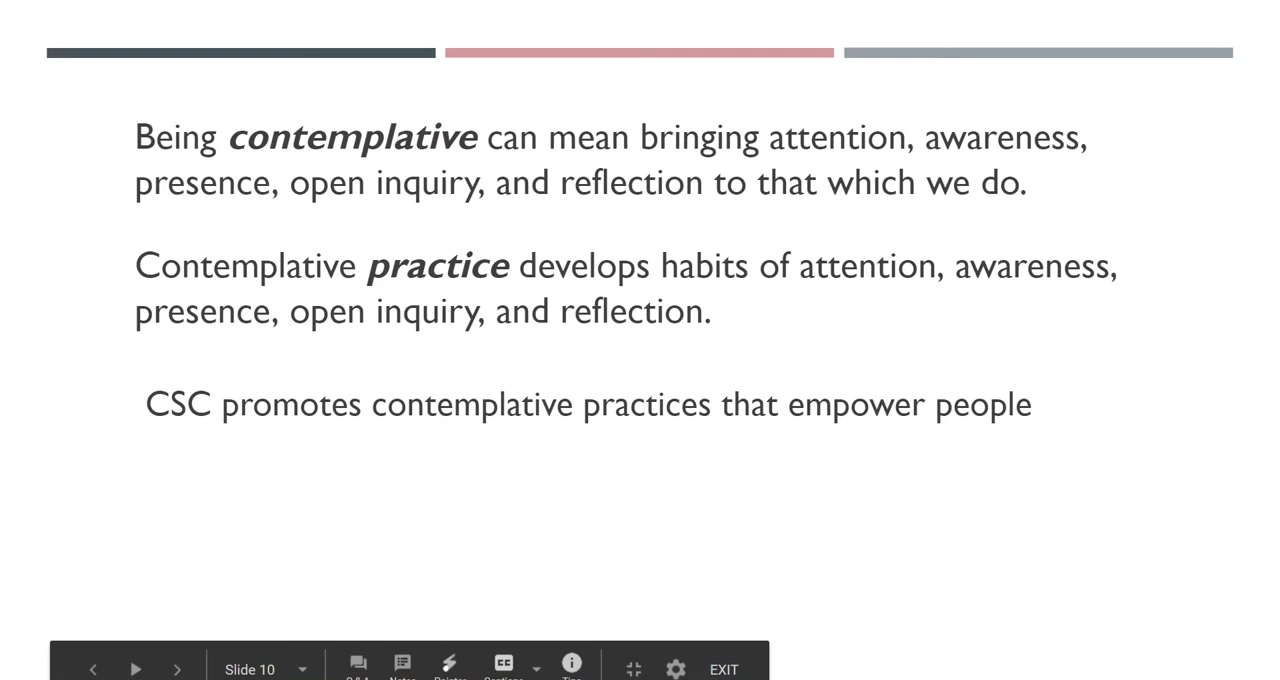 Being contemplative can mean bringing attention, awareness,
presence, open inquiry, and reflection to that which we do.
Contemplative practice develops habits of attention, awareness,
presence, open inquiry, and reflection.
CSC promotes contemplative practices that empower people
Slide 10 CC EXIT